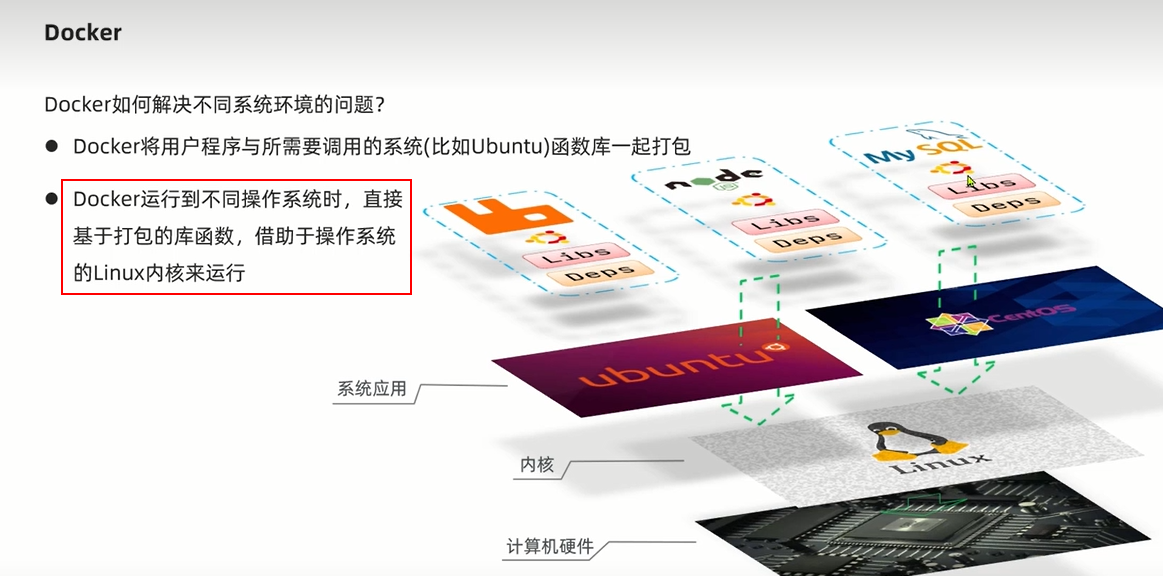 Docker
Docker如何解决不同系统环境的问题？
Docker将用户程序与所需要调用的系统(比如Ubuntu)函数库一起打包
Docker运行到不同操作系统时，直接
基于打包的库函数，借助于操作系统
的Linux内核来运行
Libs
Deps
node
JS
Libs
Deps
MySQL
Libs
Deps
ubuntu
CentOS
系统应用
内核
Linux
计算机硬件